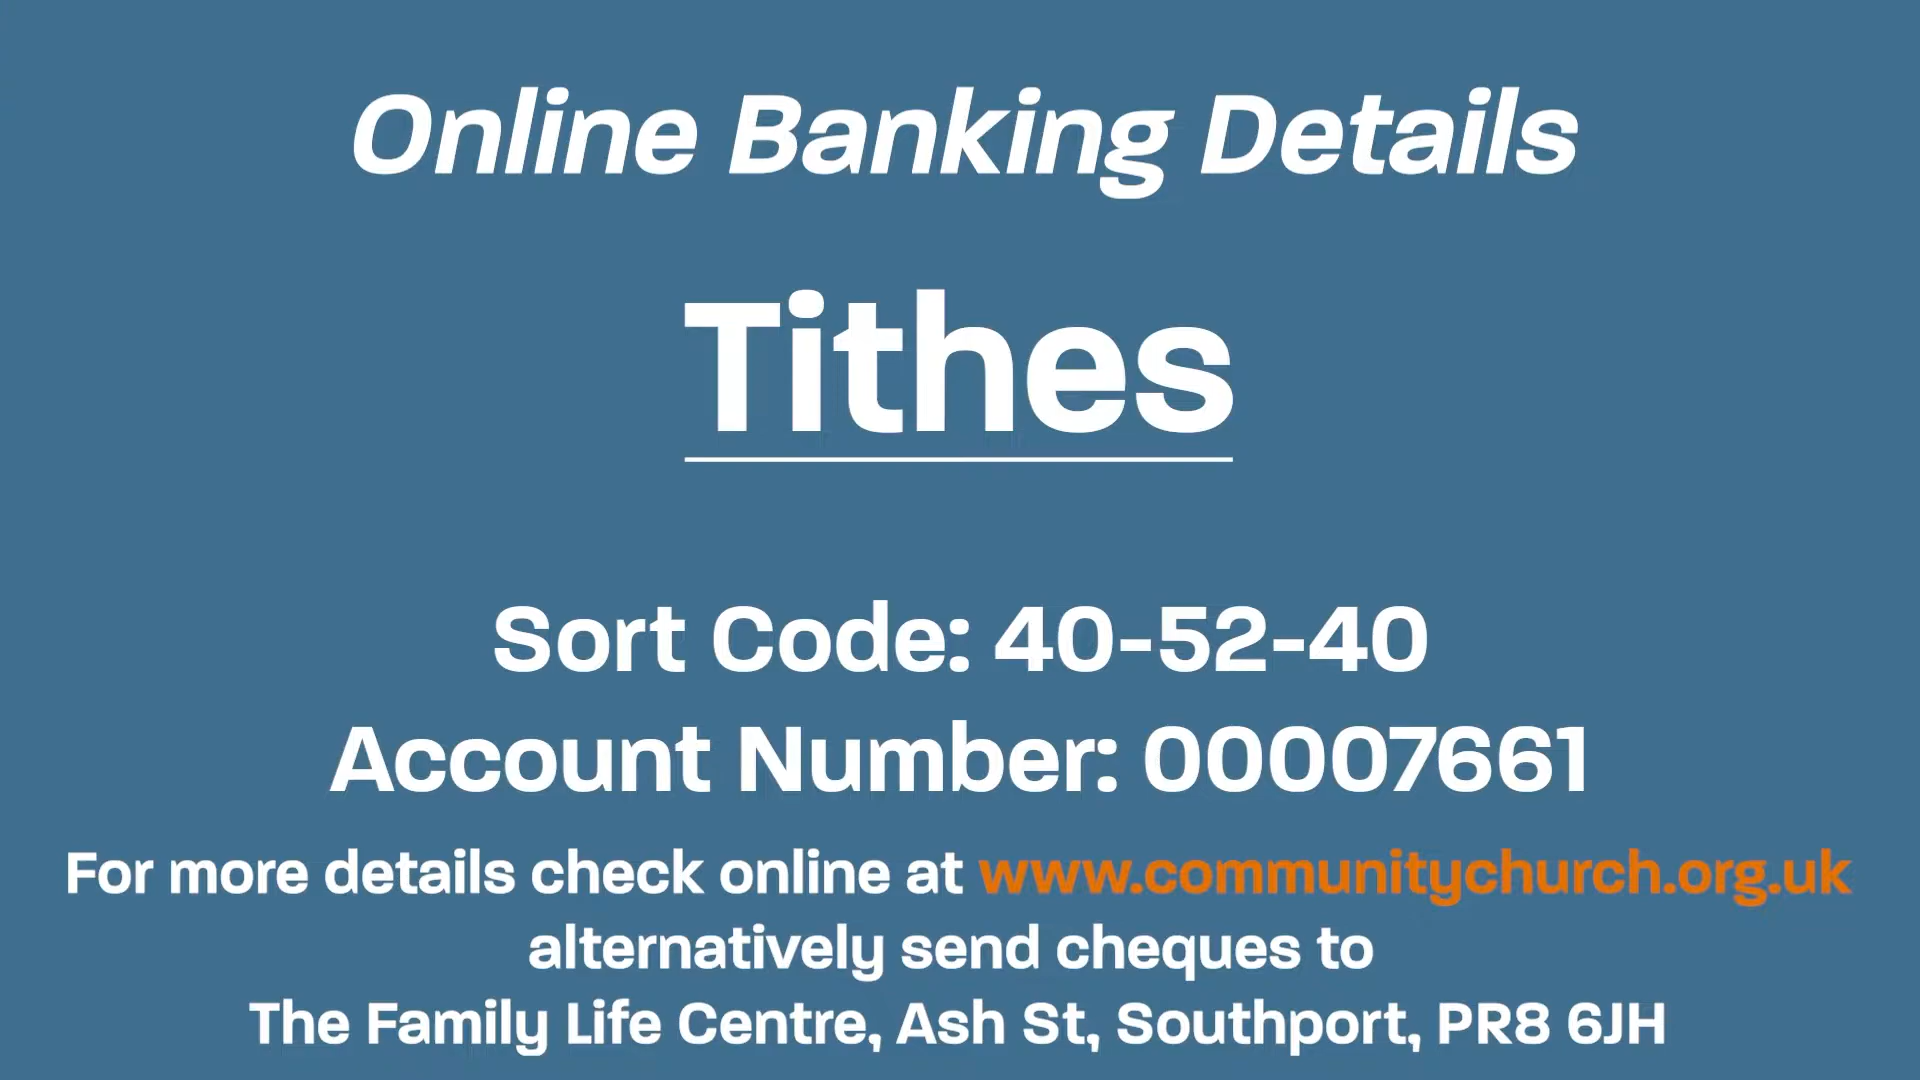 Online Banking Details
Tithes
Sort Code: 40-52-40
Account Number: 00007661
For more details check online at www.communitychurch.org.uk
alternatively send cheques to
The Family Life Centre, Ash St, Southport, PR8 6JH